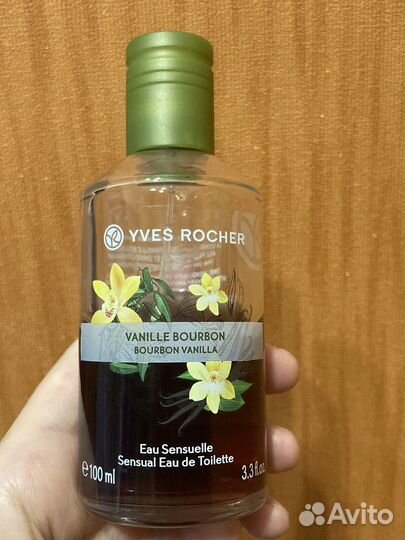 YVES ROCHER
VANILLE BOURBON
BOURBON VANILLA
Eau Sensuelle
Sensual Eau de Toilette
℮100 ml 3.3 fl.oz.
Avito